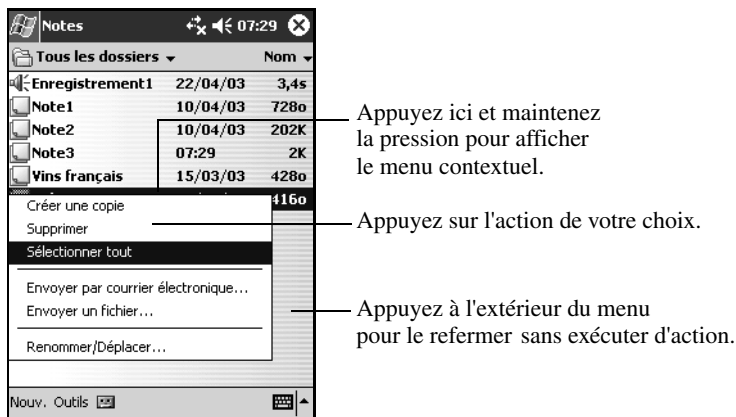 Notes 07:29
Tous les dossiers Nom
Enregistrement1 22/04/03 3,4s
Note1 10/04/03 728o
Note2 10/04/03 202K
Note3 07:29 2K
Vins français 15/03/03 428o
416o
Créer une copie
Supprimer
Sélectionner tout
Envoyer par courrier électronique...
Envoyer un fichier...
Renommer/Déplacer...
Nouv. Outils
Appuyez ici et maintenez
la pression pour afficher
le menu contextuel.
Appuyez sur l'action de votre choix.
Appuyez à l'extérieur du menu
pour le refermer sans exécuter d'action.